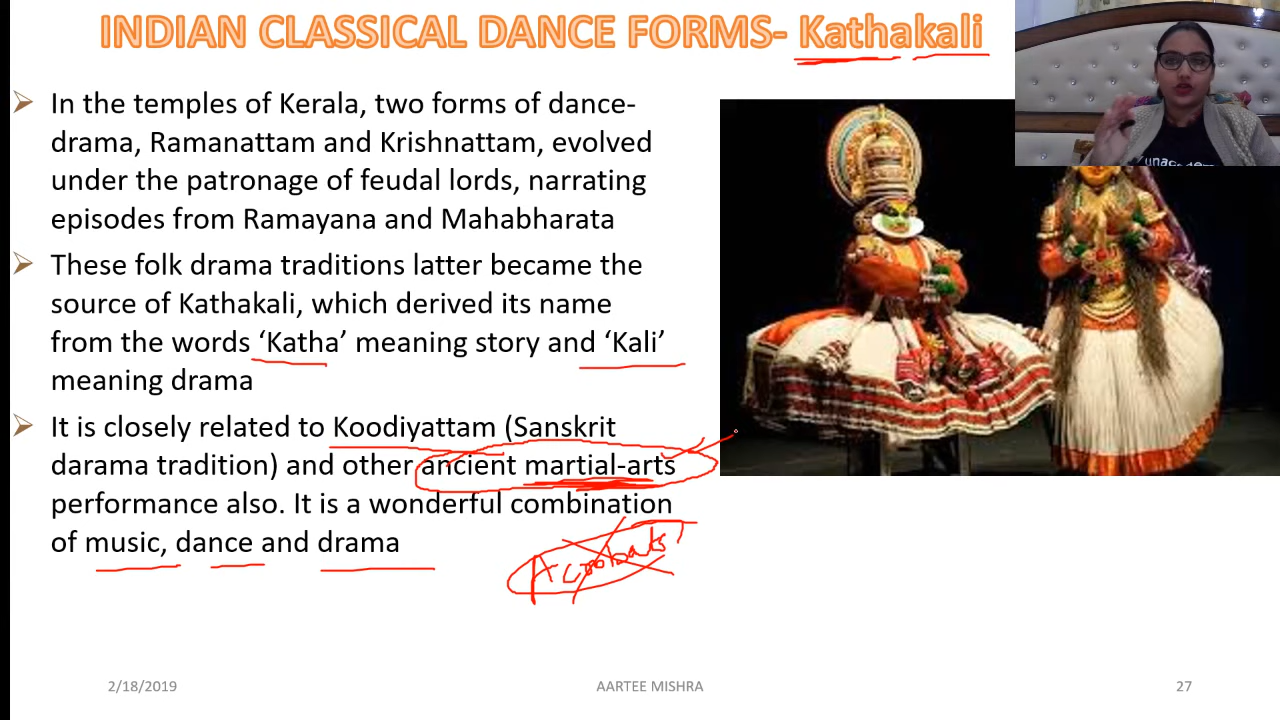 INDIAN CLASSICAL DANCE FORMS- Kathakali
In the temples of Kerala, two forms of dance-
drama, Ramanattam and Krishnattam, evolved
under the patronage of feudal lords, narrating
episodes from Ramayana and Mahabharata
These folk drama traditions latter became the
source of Kathakali, which derived its name
from the words ‘Katha’ meaning story and ‘Kali’
meaning drama
It is closely related to Koodiyattam (Sanskrit
darama tradition) and other ancient martial-arts
performance also. It is a wonderful combination
of music, dance and drama
2/18/2019
AARTEE MISHRA
27